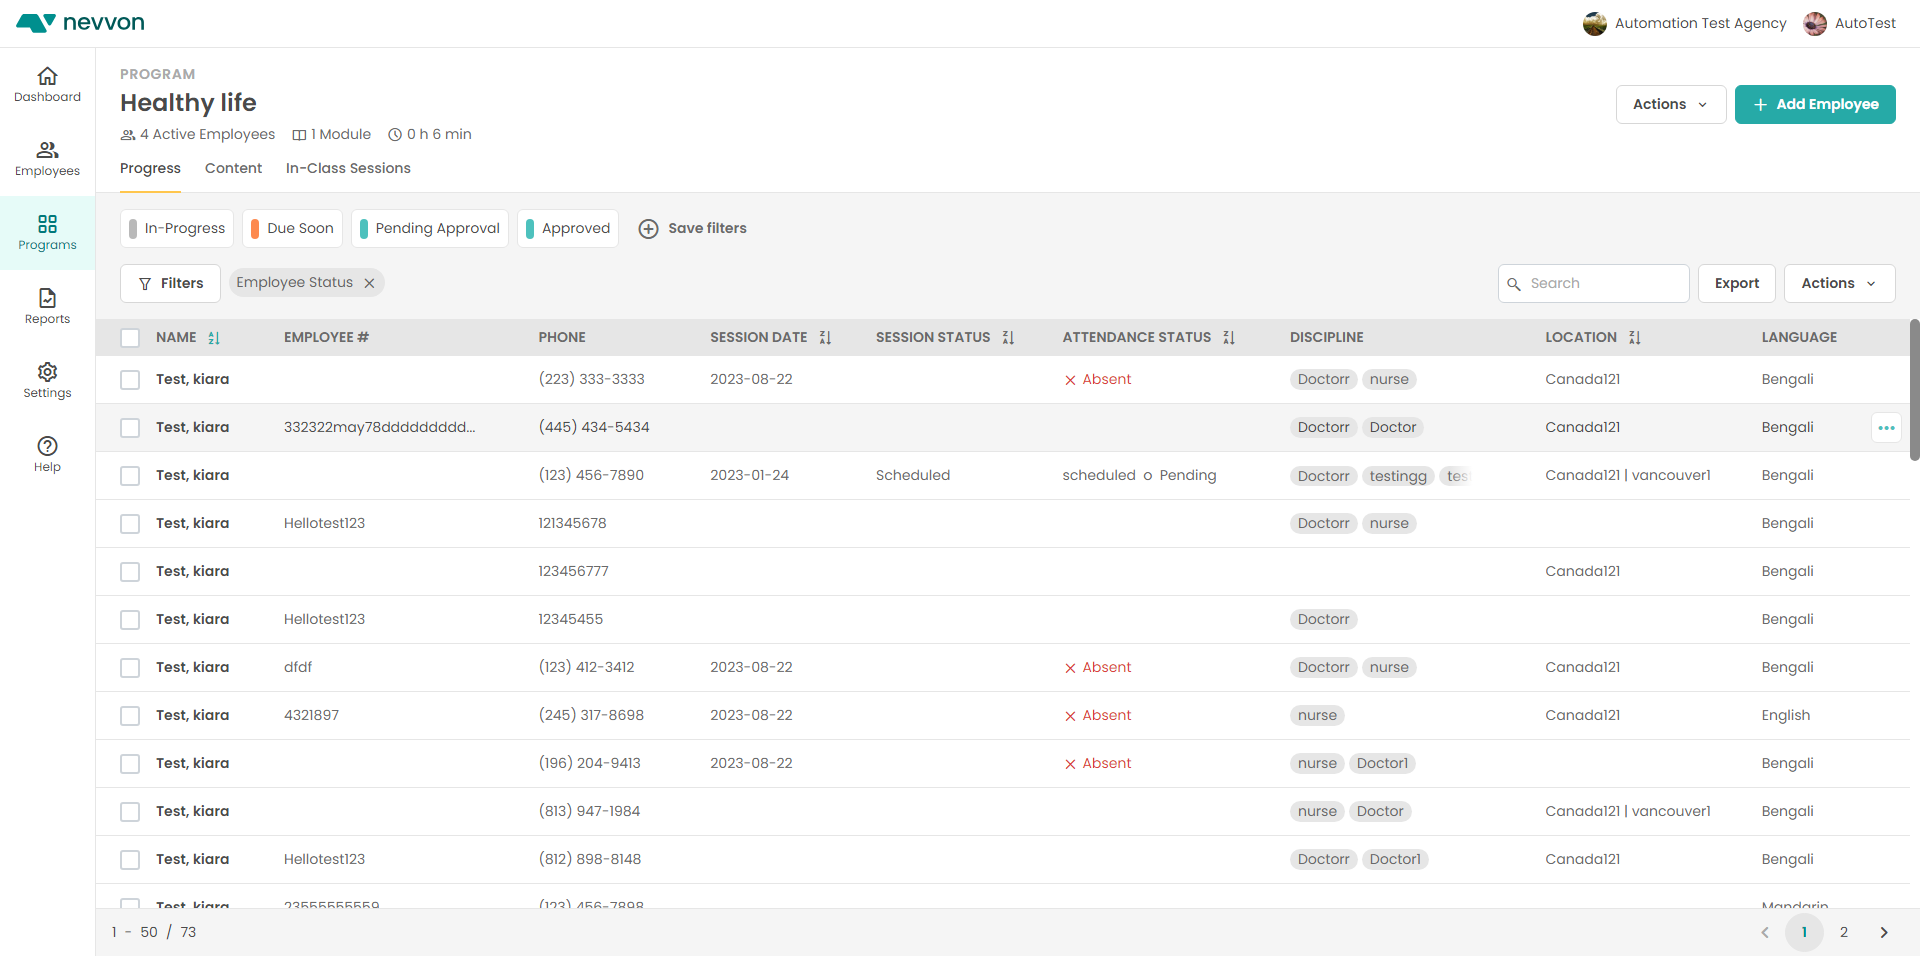 nevvon
Automation Test Agency
AutoTest
Dashboard
Employees
Programs
Reports
Settings
Help
PROGRAM
Healthy life
4 Active Employees 1 Module 0 h 6 min
Actions
Add Employee
Progress Content In-Class Sessions
In-Progress Due Soon Pending Approval Approved Save filters
Filters Employee Status Search Export Actions
NAME EMPLOYEE # PHONE SESSION DATE SESSION STATUS ATTENDANCE STATUS DISCIPLINE LOCATION LANGUAGE
Test, kiara (223) 333-3333 2023-08-22 Absent Doctorr nurse Canada121 Bengali
Test, kiara 332322may78ddddddddd... (445) 434-5434 Doctorr Doctor Canada121 Bengali
Test, kiara (123) 456-7890 2023-01-24 Scheduled scheduled o Pending Doctorr testingg tes Canada121 | vancouver1 Bengali
Test, kiara Hellotest123 121345678 Doctorr nurse Bengali
Test, kiara 123456777 Canada121 Bengali
Test, kiara Hellotest123 12345455 Doctorr Bengali
Test, kiara dfdf (123) 412-3412 2023-08-22 Absent Doctorr nurse Canada121 Bengali
Test, kiara 4321897 (245) 317-8698 2023-08-22 Absent nurse Canada121 English
Test, kiara (196) 204-9413 2023-08-22 Absent nurse Doctor1 Bengali
Test, kiara (813) 947-1984 nurse Doctor Canada121 | vancouver1 Bengali
Test, kiara Hellotest123 (812) 898-8148 Doctorr Doctor1 Canada121 Bengali
Test, kiara 23555555559 (123) 456-7898 Mandarin
1 - 50 / 73
1 2